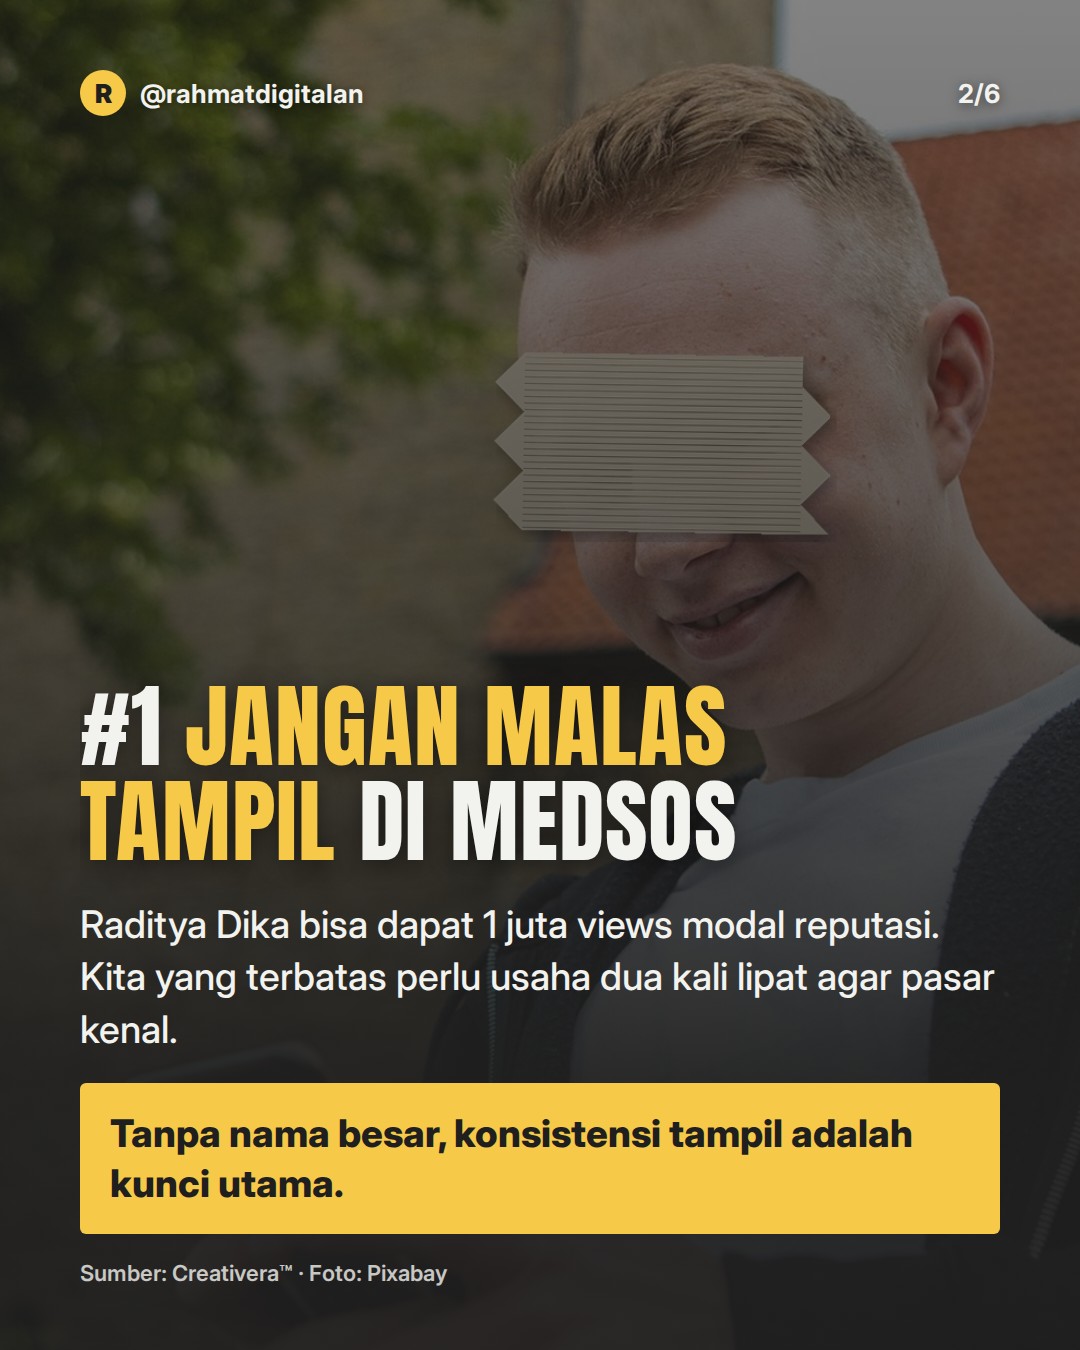 R @rahmatdigitalan
2/6
#1 JANGAN MALAS
TAMPIL DI MEDSOS
Raditya Dika bisa dapat 1 juta views modal reputasi.
Kita yang terbatas perlu usaha dua kali lipat agar pasar
kenal.
Tanpa nama besar, konsistensi tampil adalah
kunci utama.
Sumber: Creativera™ · Foto: Pixabay